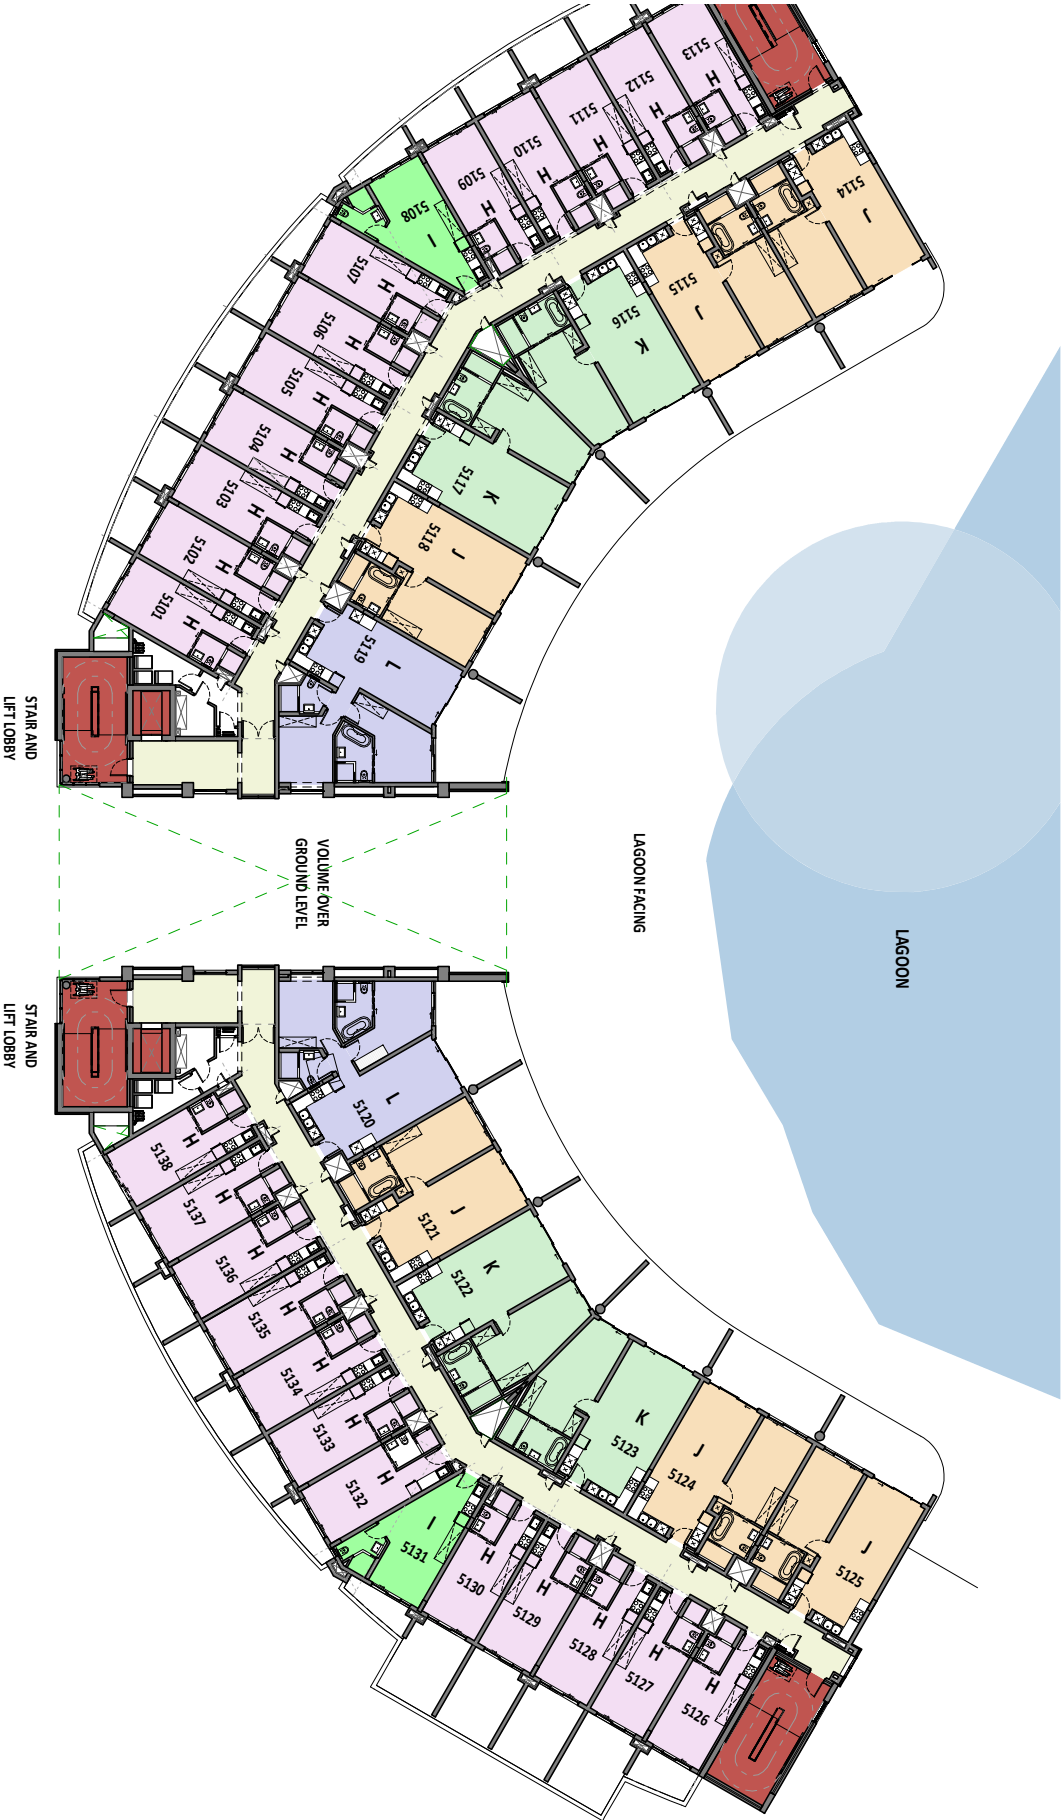 5113
H
5112
H
5111
H
5110
H
5109
H
5108
I
5107
H
5106
H
5105
H
5104
H
5103
H
5102
H
5101
H
5114
J
5115
J
5116
K
5117
K
5118
J
5119
L
STAIR AND
LIFT LOBBY
VOLUME OVER
GROUND LEVEL
LAGOON FACING
LAGOON
STAIR AND
LIFT LOBBY
L
5120
J
5121
K
5122
K
5123
J
5124
J
5125
H
5138
H
5137
H
5136
H
5135
H
5134
H
5133
H
5132
I
5131
H
5130
H
5129
H
5128
H
5127
H
5126